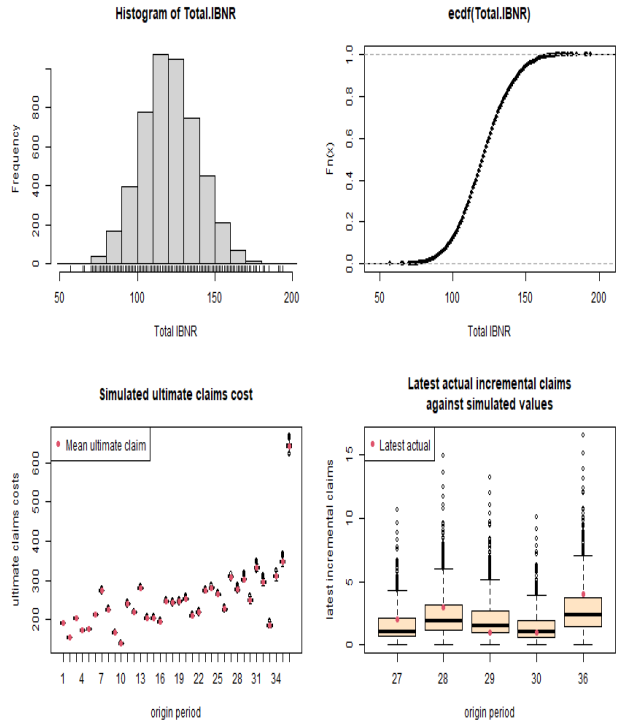 Histogram of Total.IBNR
Frequency
0 200 400 600 800
50 100 150 200
Total IBNR
ecdf(Total.IBNR)
Fn(x)
0.0 0.2 0.4 0.6 0.8 1.0
50 100 150 200
Total IBNR
Simulated ultimate claims cost
Mean ultimate claim
ultimate claims costs
200 300 400 500 600
1 4 7 10 13 16 19 22 25 28 31 34
origin period
Latest actual incremental claims
against simulated values
Latest actual
latest incremental claims
0 .5 1.0 1.5
27 28 29 30 36
origin period